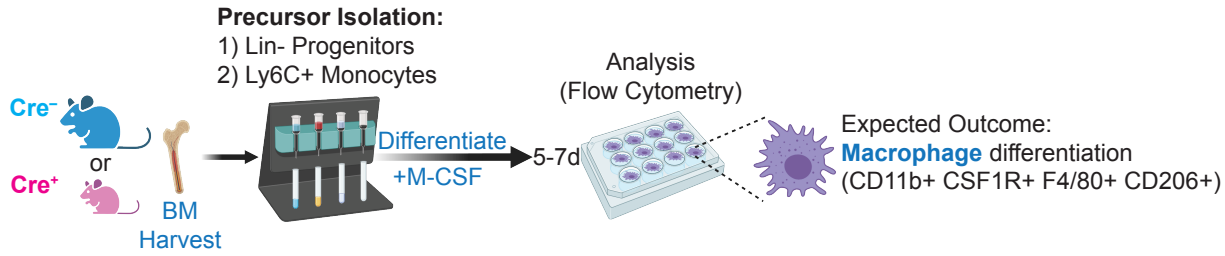 Precursor Isolation:
1) Lin- Progenitors
2) Ly6C+ Monocytes
Cre⁻
or
Cre⁺
BM
Harvest
Differentiate
+M-CSF
5-7d
Analysis
(Flow Cytometry)
Expected Outcome:
Macrophage differentiation
(CD11b+ CSF1R+ F4/80+ CD206+)